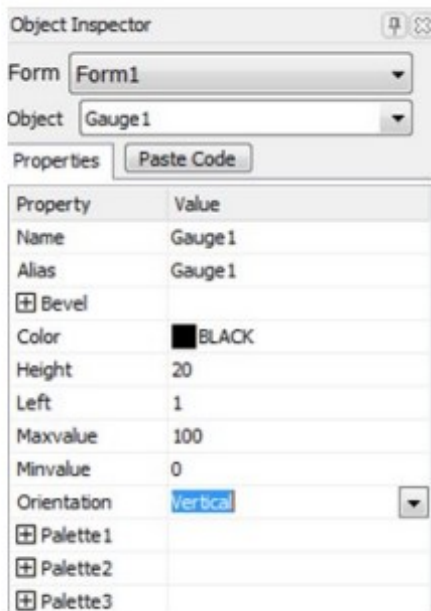 Object Inspector
Form Form1
Object Gauge1
Properties Paste Code
Property Value
Name Gauge1
Alias Gauge1
Bevel
Color BLACK
Height 20
Left 1
Maxvalue 100
Minvalue 0
Orientation Vertical
Palette1
Palette2
Palette3